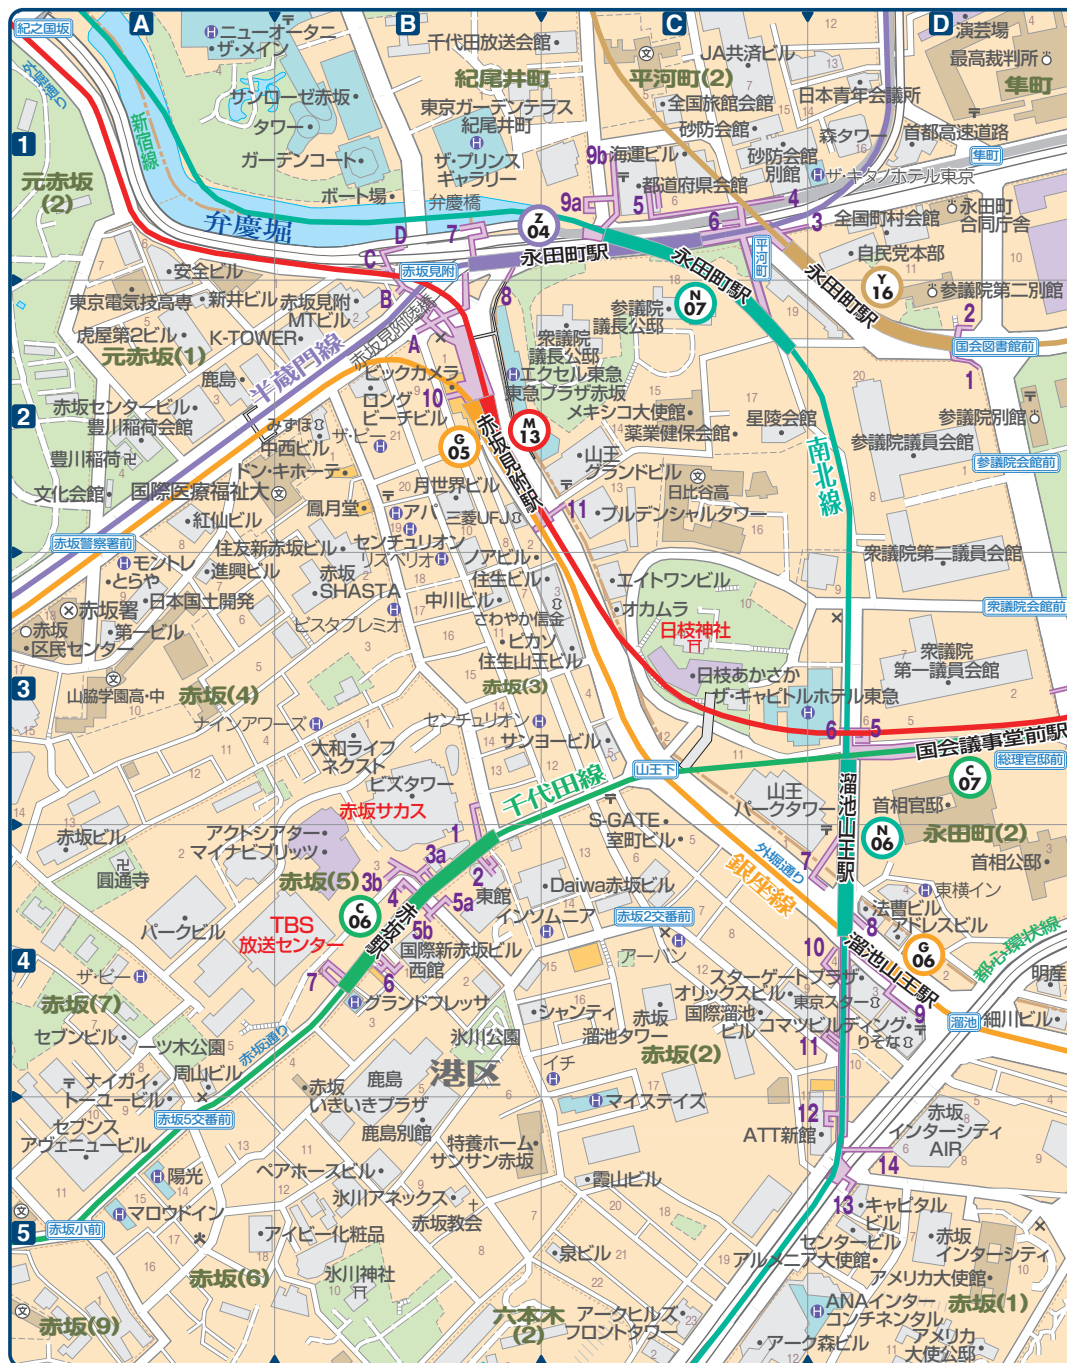 A
B
C
D
紀之国坂
ニューオータニ
ザ・メイン
千代田放送会館
JA共済ビル
演芸場
最高裁判所
隼町
紀尾井町
平河町(2)
外堀通り
新宿線
サンローゼ赤坂
タワー
ガーデンコート
ボート場
東京ガーデンテラス
紀尾井町
ザ・プリンス
ギャラリー
弁慶橋
全国旅館会館
砂防会館
日本青年会議所
森タワー
首都高速道路
隼町
1
元赤坂
(2)
9b
海運ビル
砂防会館
別館
ザ・キタノホテル東京
都道府県会館
9a
5
6
4
3
全国町村会館
永田町
合同庁舎
弁慶堀
D
C
7
Z
04
永田町駅
平河町
自民党本部
赤坂見附
B
8
永田町駅
永田町駅
N
07
Y
16
参議院第二別館
2
国会図書館前
1
安全ビル
東京電気技高専
新井ビル
赤坂見附
MTビル
虎屋第2ビル
K-TOWER
元赤坂(1)
赤坂見附陸橋
A
参議院
議長公邸
衆議院
議長公邸
半蔵門線
鹿島
ビックカメラ
10
エクセル東急
東急プラザ赤坂
2
赤坂センタービル
豊川稲荷会館
ロング
ビーチビル
みずほ
中西ビル
ザ・ビー
G
05
M
13
赤坂見附駅
メキシコ大使館
薬業健保会館
星陵会館
参議院議員会館
参議院別館
参議院会館前
豊川稲荷
ドン・キホーテ
山王
グランドビル
南北線
文化会館
国際医療福祉大
月世界ビル
日比谷高
鳳月堂
アパ
三菱UFJ
11
プルデンシャルタワー
紅仙ビル
赤坂警察署前
住友新赤坂ビル
センチュリオン
リスペリオ
ノアビル
衆議院第二議員会館
モントレ
とらや
進興ビル
赤坂
SHASTA
住生ビル
エイトワンビル
日本国土開発
中川ビル
さわやか信金
オカムラ
衆議院会館前
赤坂署
第一ビル
赤坂
区民センター
ビスタプレミオ
ピカソ
住生山王ビル
日枝神社
衆議院
第一議員会館
3
山脇学園高・中
赤坂(4)
赤坂(3)
日枝あかさか
ザ・キャピトルホテル東急
ナインアワーズ
センチュリオン
大和ライフ
ネクスト
サンヨービル
6
5
国会議事堂前駅
山王下
総理官邸前
ビズタワー
千代田線
山王
パークタワー
溜池山王駅
首相官邸
C
07
赤坂サカス
赤坂ビル
アクトシアター
マイナビブリッツ
1
3a
S-GATE
室町ビル
N
06
永田町(2)
首相公邸
圓通寺
赤坂(5)
3b
4
2
東館
Daiwa赤坂ビル
外堀通り
銀座線
7
東横イン
C
06
赤坂駅
5a
5b
インソムニア
赤坂2交番前
法曹ビル
アドレスビル
8
TBS
放送センター
パークビル
国際新赤坂ビル
西館
アーバン
10
溜池山王駅
G
06
都心環状線
4
ザ・ビー
7
6
グランドフレッサ
スターゲートプラザ
オリックスビル
東京スター
明産
赤坂(7)
セブンビル
シャンティ
赤坂
溜池タワー
国際溜池
ビル
コマツビルディング
9
溜池
細川ビル
一ツ木公園
赤坂通り
氷川公園
りそな
赤坂(2)
11
周山ビル
ナイガイ
トーユービル
港区
イチ
赤坂
いきいきプラザ
鹿島
マイステイズ
赤坂5交番前
鹿島別館
12
セブンス
アヴェニュービル
特養ホーム
サンサン赤坂
ATT新館
赤坂
インターシティ
AIR
14
ペアホースビル
陽光
氷川アネックス
霞山ビル
13
マロウドイン
赤坂教会
キャピタル
ビル
5
赤坂小前
アイビー化粧品
泉ビル
センタービル
アルメニア大使館
赤坂
インターシティ
赤坂(6)
氷川神社
アメリカ大使館
赤坂(9)
六本木
(2)
アークヒルズ
フロントタワー
ANAインター
コンチネンタル
赤坂(1)
アーク森ビル
アメリカ
大使公邸